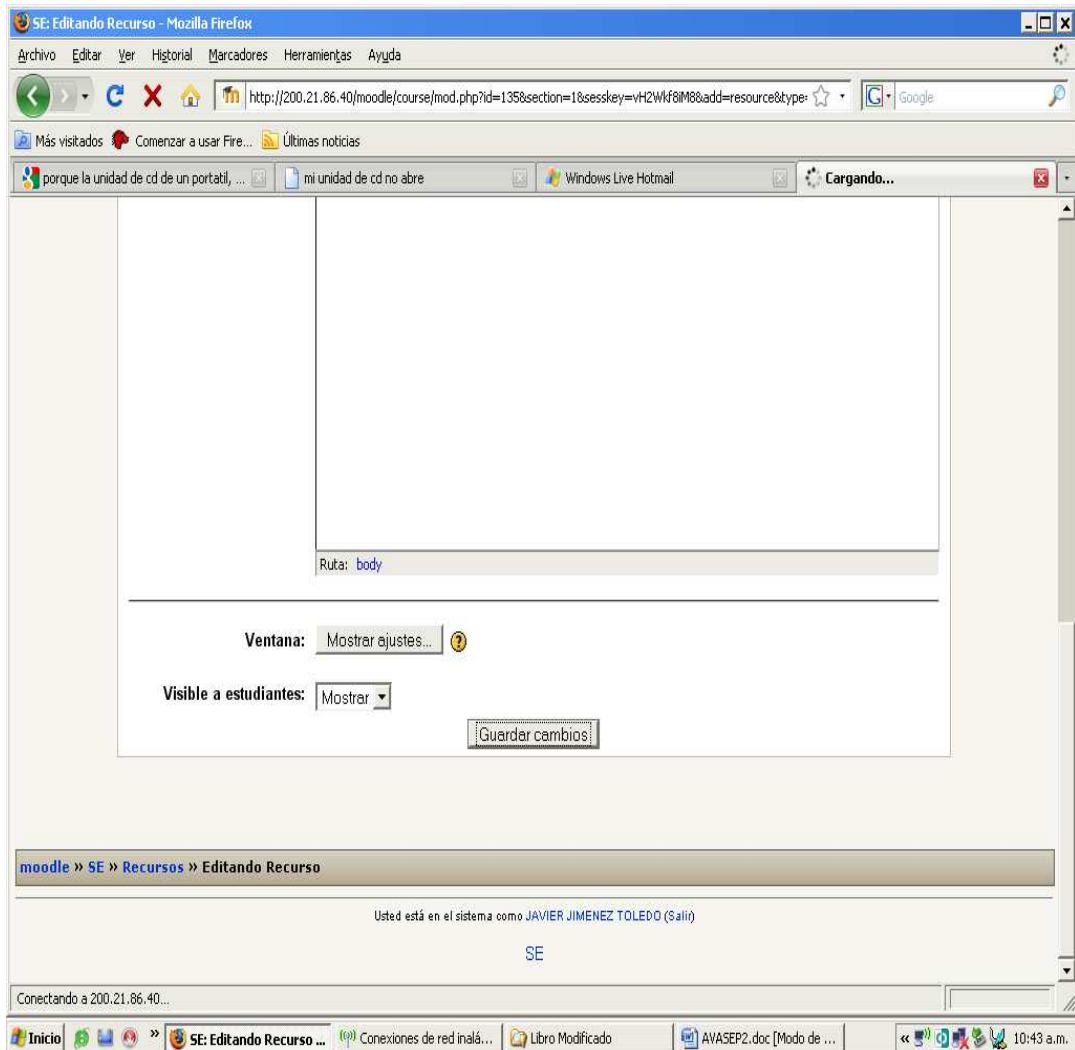 SE: Editando Recurso - Mozilla Firefox
Archivo Editar Ver Historial Marcadores Herramientas Ayuda
http://200.21.86.40/moodle/course/mod.php?id=135&section=1&sesskey=vH2Wkf8iM8&add=resource&type= G Google
Más visitados Comenzar a usar Fire... Últimas noticias
porque la unidad de cd de un portatil, ... mi unidad de cd no abre Windows Live Hotmail Cargando...
Ruta: body
Ventana: Mostrar ajustes... ?
Visible a estudiantes: Mostrar
Guardar cambios
moodle » SE » Recursos » Editando Recurso
Usted está en el sistema como JAVIER JIMENEZ TOLEDO (Salir)
SE
Conectando a 200.21.86.40...
Inicio » SE: Editando Recurso ... Conexiones de red inalá... Libro Modificado AVASEP2.doc [Modo de ... « 10:43 a.m.